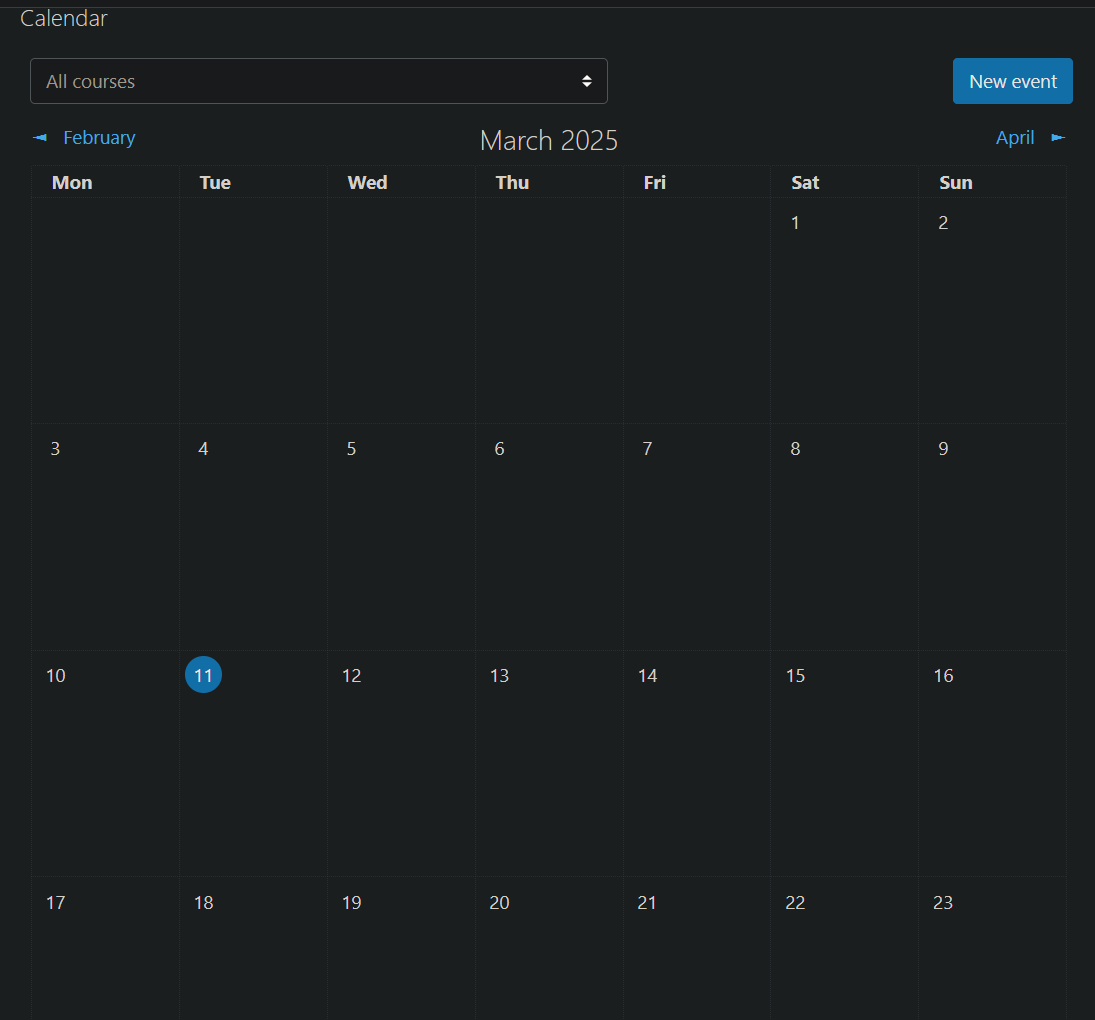 Calendar
All courses
New event
◄ February
March 2025
April ►
Mon Tue Wed Thu Fri Sat Sun
1 2
3 4 5 6 7 8 9
10 11 12 13 14 15 16
17 18 19 20 21 22 23